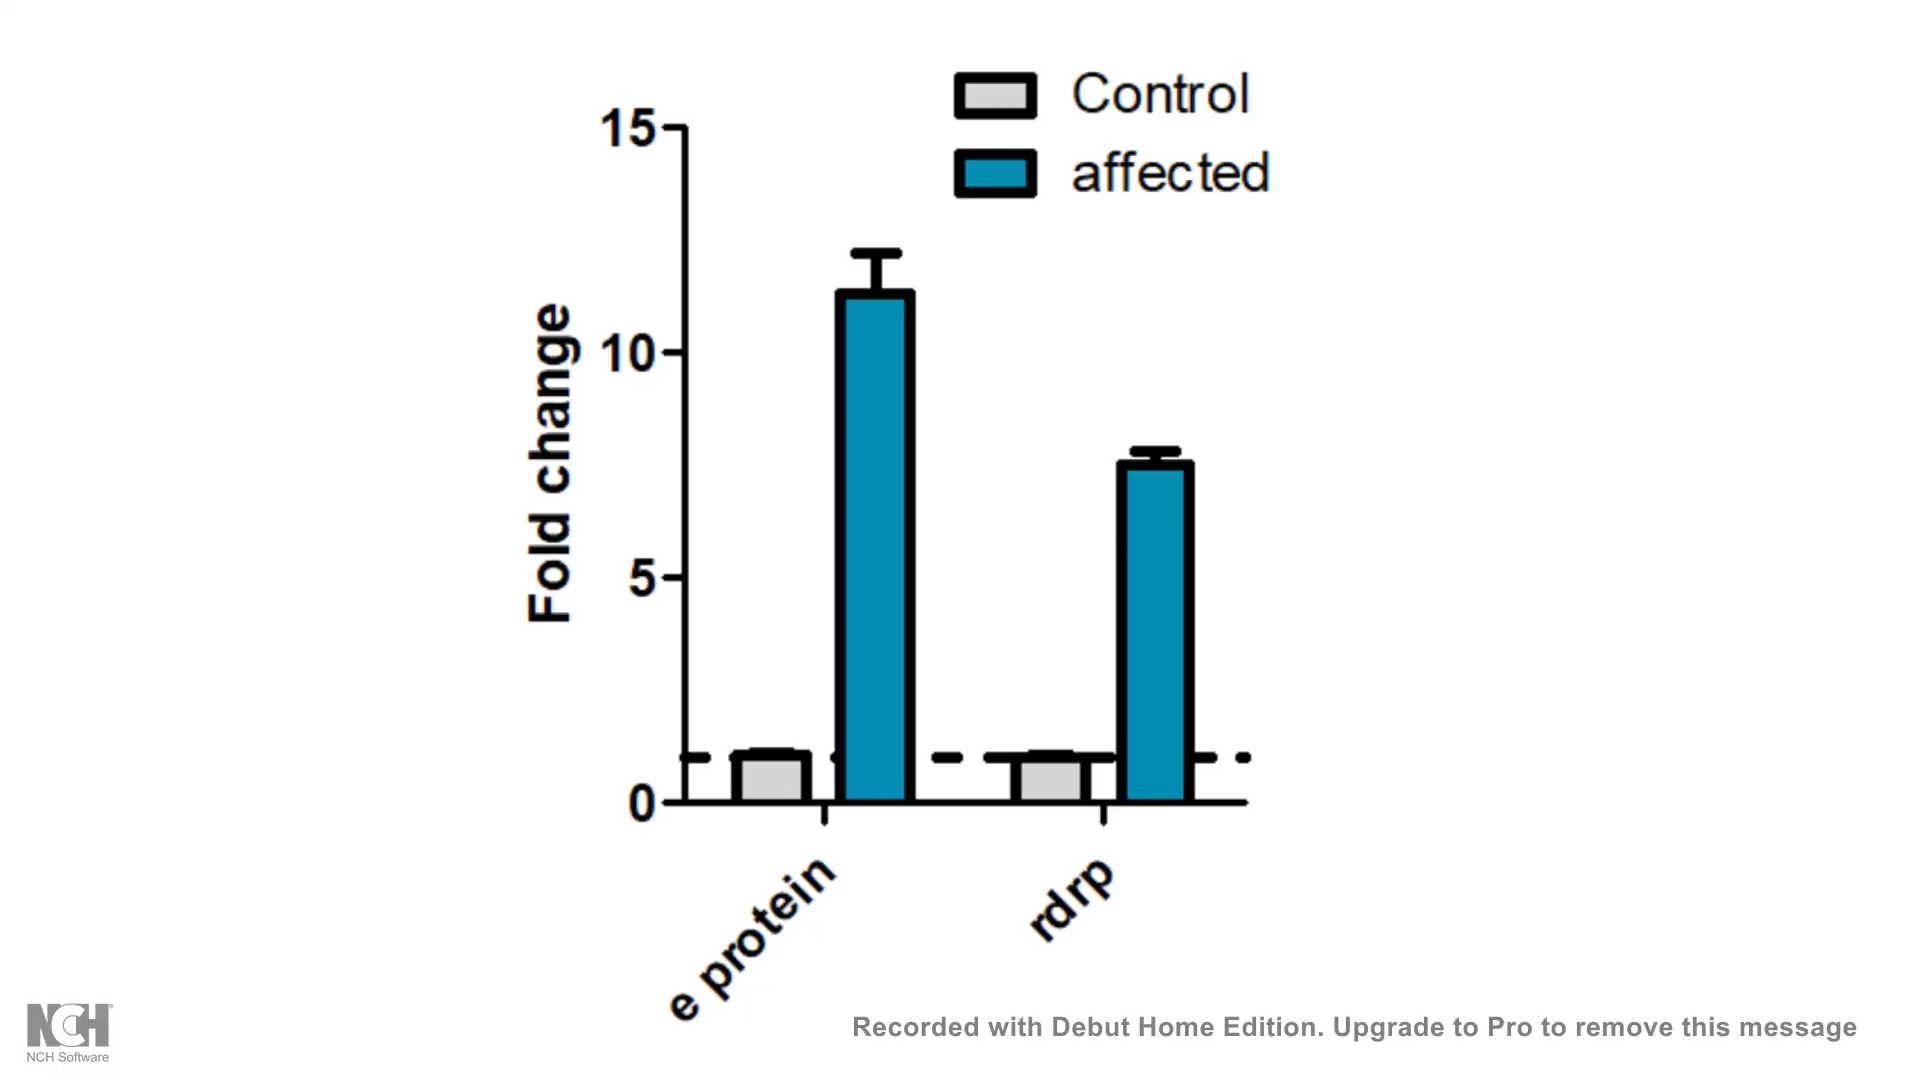 Control
affected
15
10
5
0
Fold change
e protein
rdrp
NCH
NCH Software
Recorded with Debut Home Edition. Upgrade to Pro to remove this message